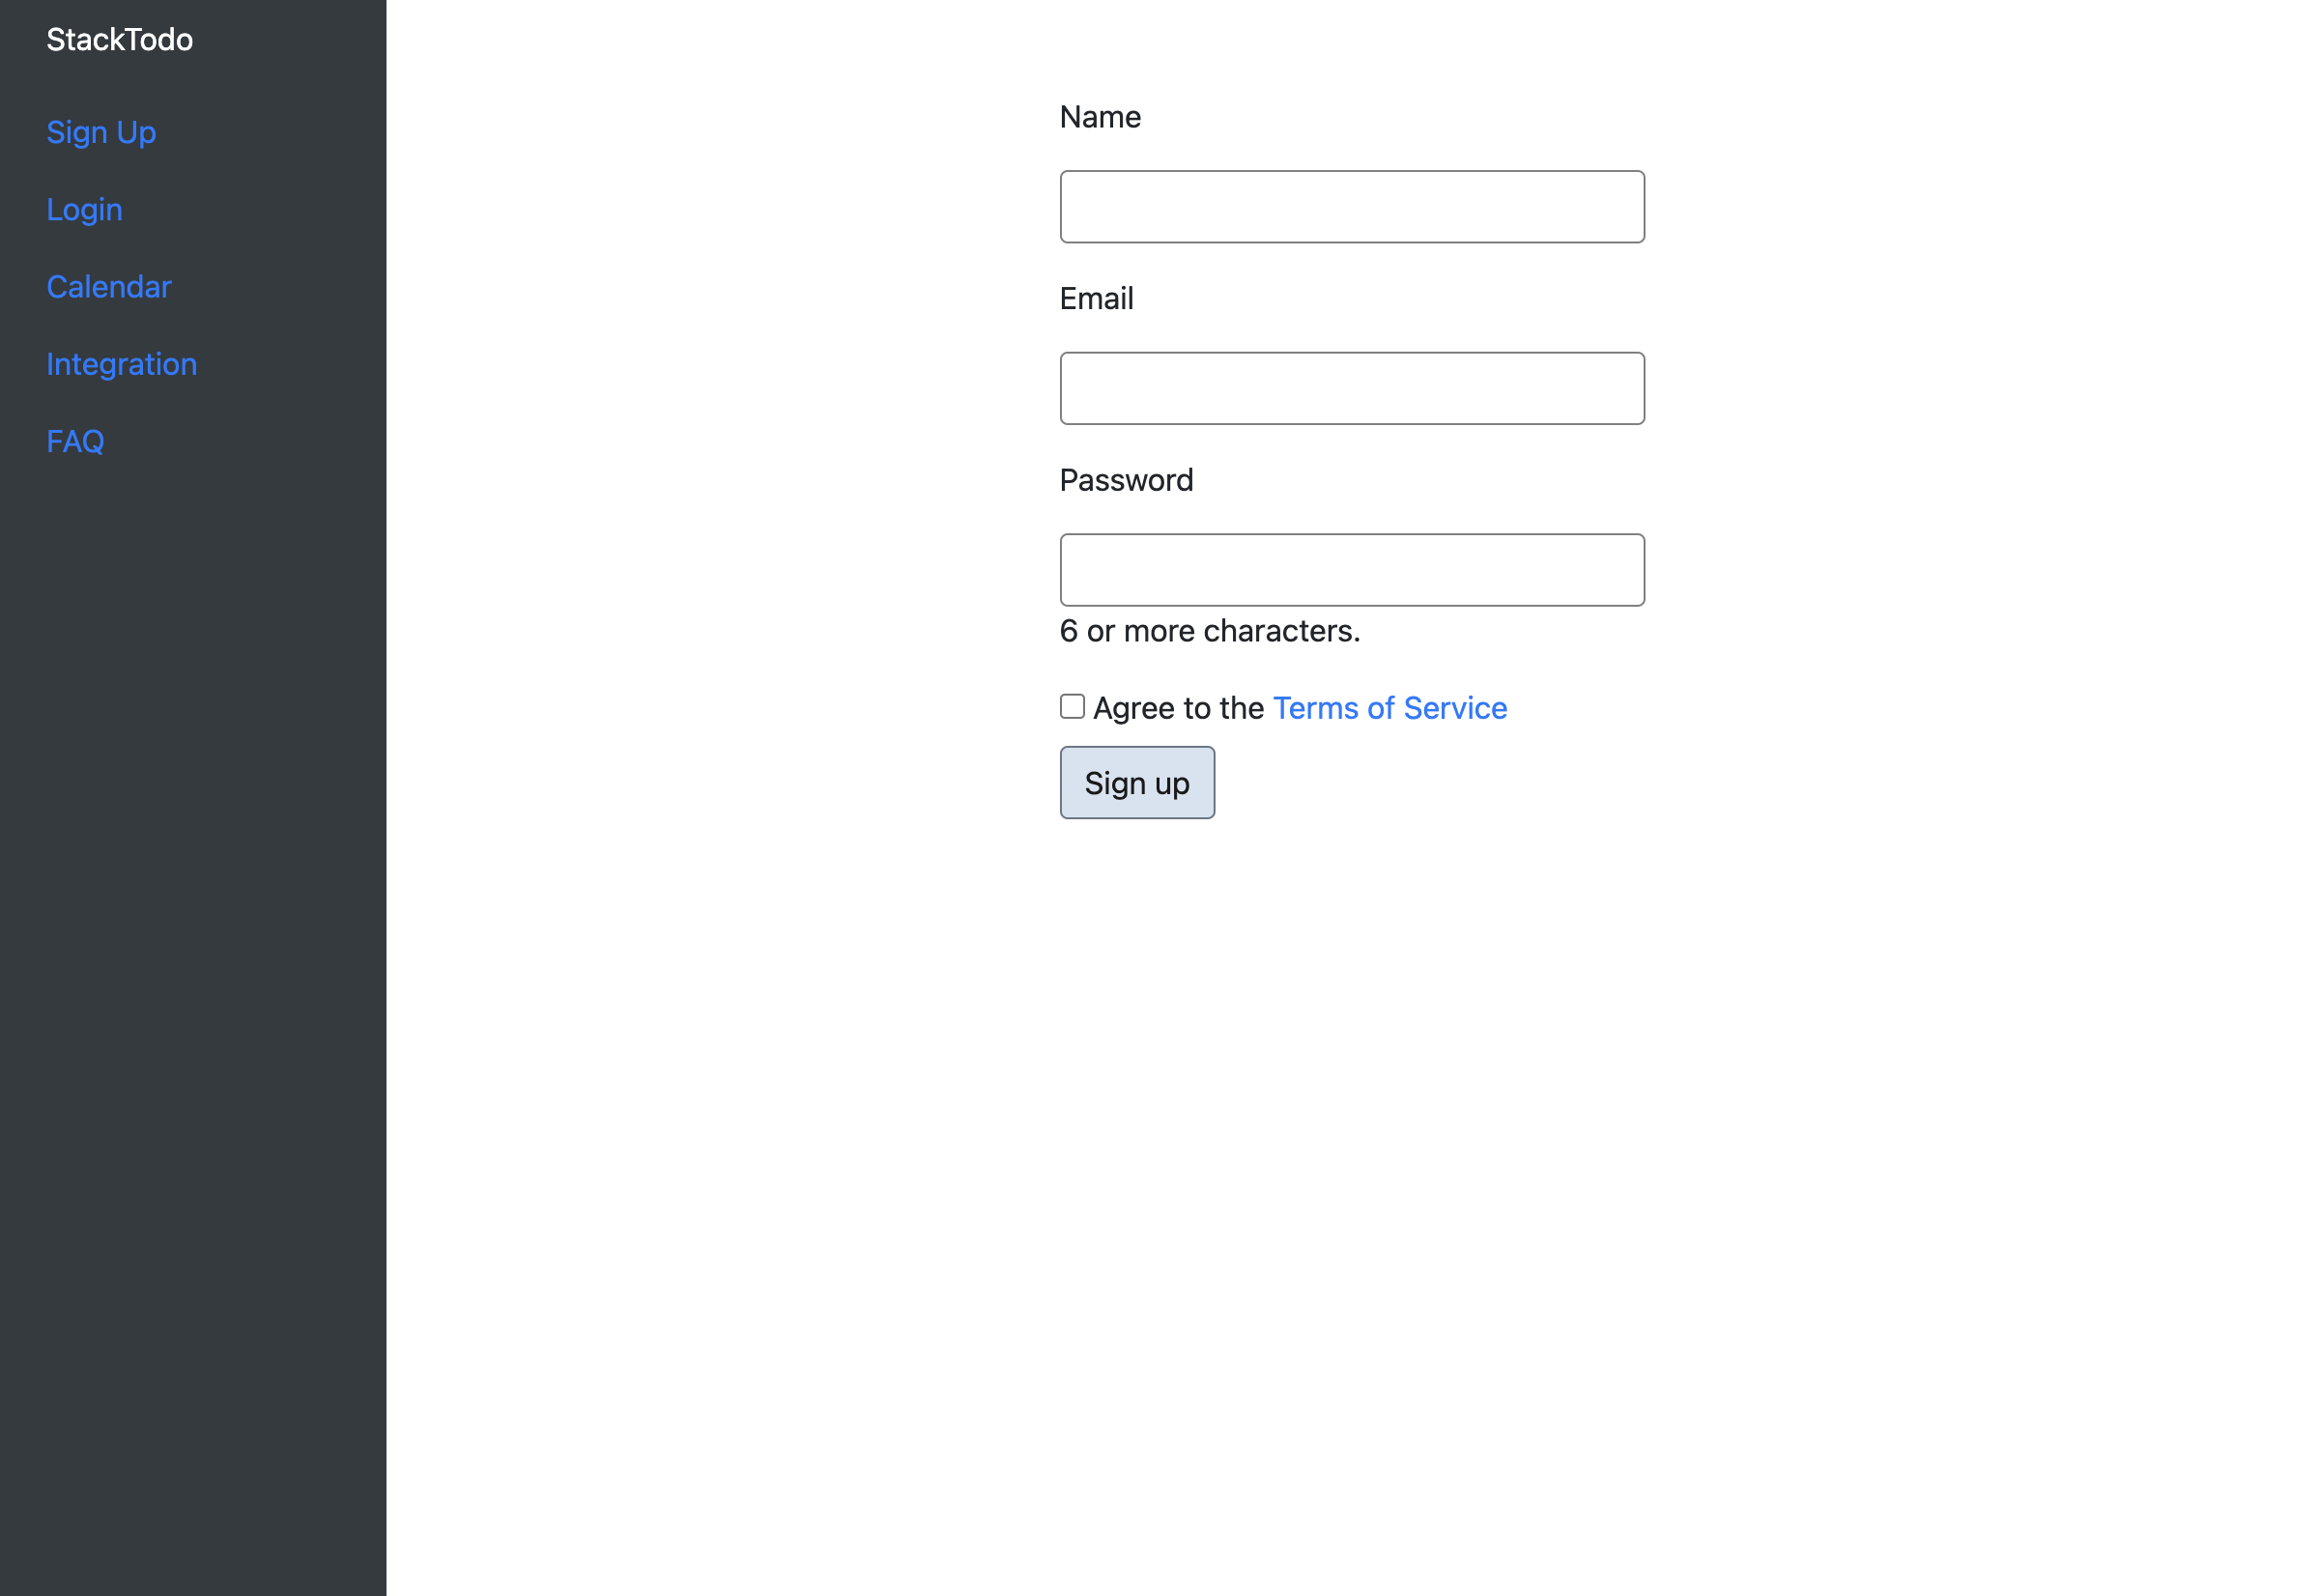 StackTodo
Sign Up
Login
Calendar
Integration
FAQ
Name
Email
Password
6 or more characters.
Agree to the Terms of Service
Sign up